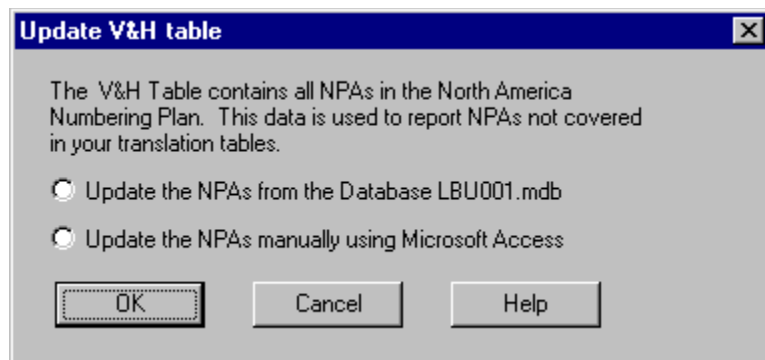 Update V&H table
The V&H Table contains all NPAs in the North America
Numbering Plan. This data is used to report NPAs not covered
in your translation tables.
Update the NPAs from the Database LBU001.mdb
Update the NPAs manually using Microsoft Access
OK Cancel Help